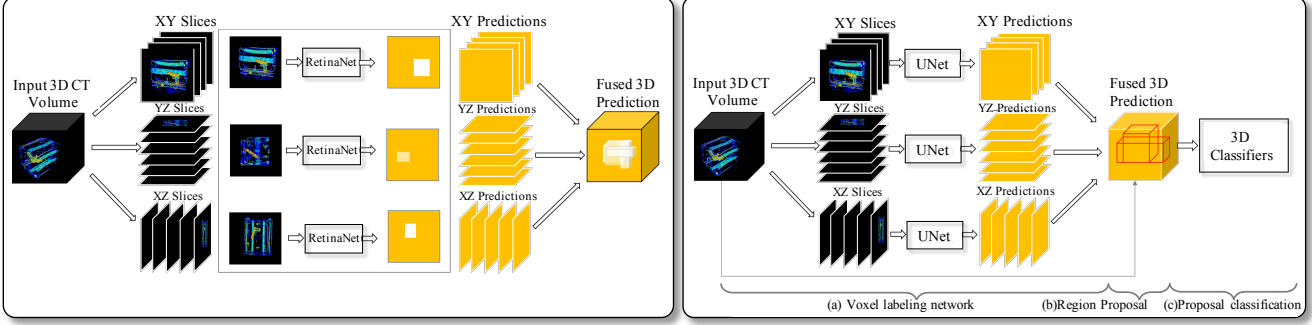 XY Slices
XY Predictions
Input 3D CT
Volume
RetinaNet
Fused 3D
Prediction
YZ Slices
YZ Predictions
RetinaNet
XZ Slices
XZ Predictions
RetinaNet
XY Slices
XY Predictions
Input 3D CT
Volume
UNet
Fused 3D
Prediction
YZ Slices
YZ Predictions
UNet
3D
Classifiers
XZ Slices
XZ Predictions
UNet
(a) Voxel labeling network
(b)Region Proposal
(c)Proposal classification